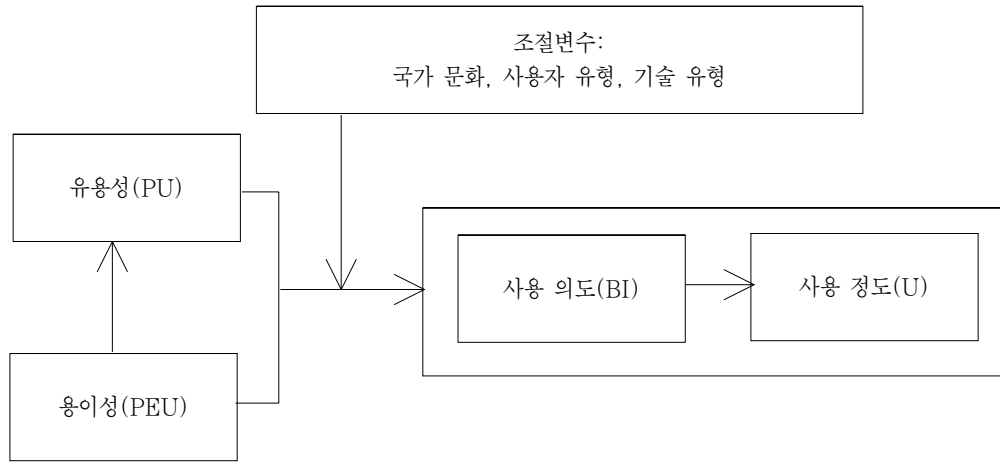 조절변수:
국가 문화, 사용자 유형, 기술 유형
유용성(PU)
사용 의도(BI)
사용 정도(U)
용이성(PEU)